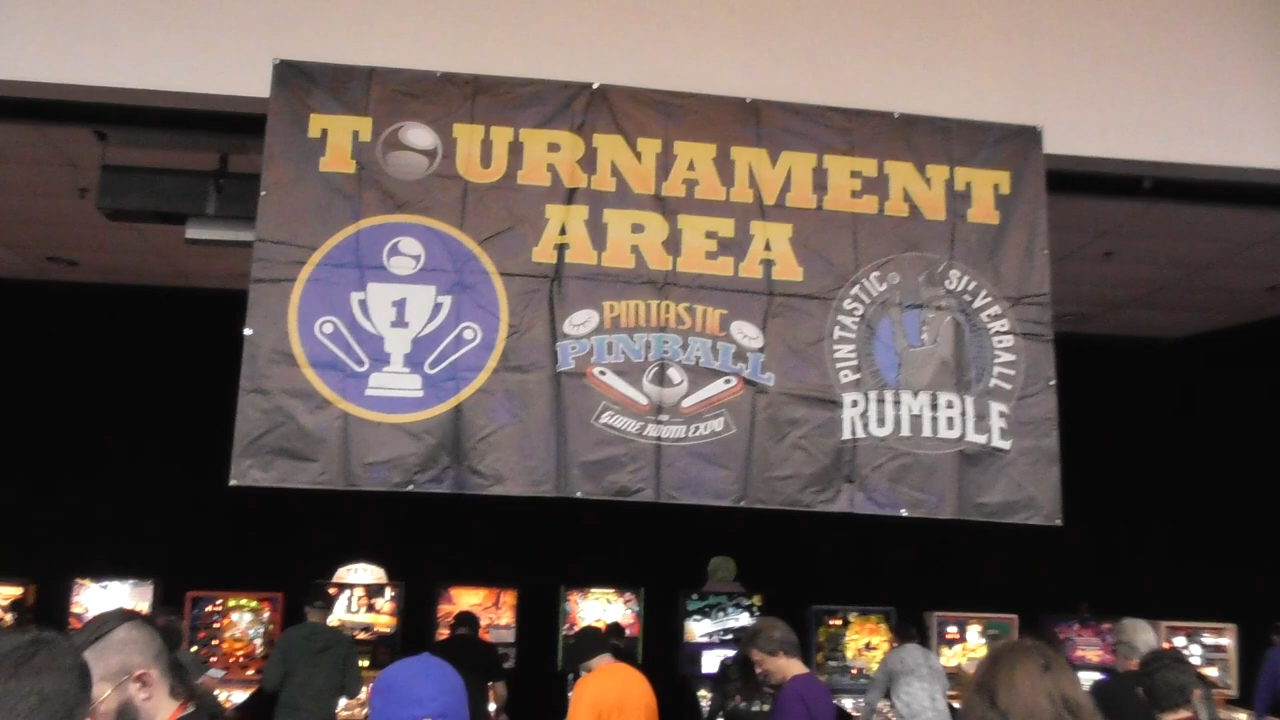 TOURNAMENT
AREA
1
PINTASTIC
PINBALL
GAME ROOM EXPO
PINTASTIC SILVERBALL
RUMBLE